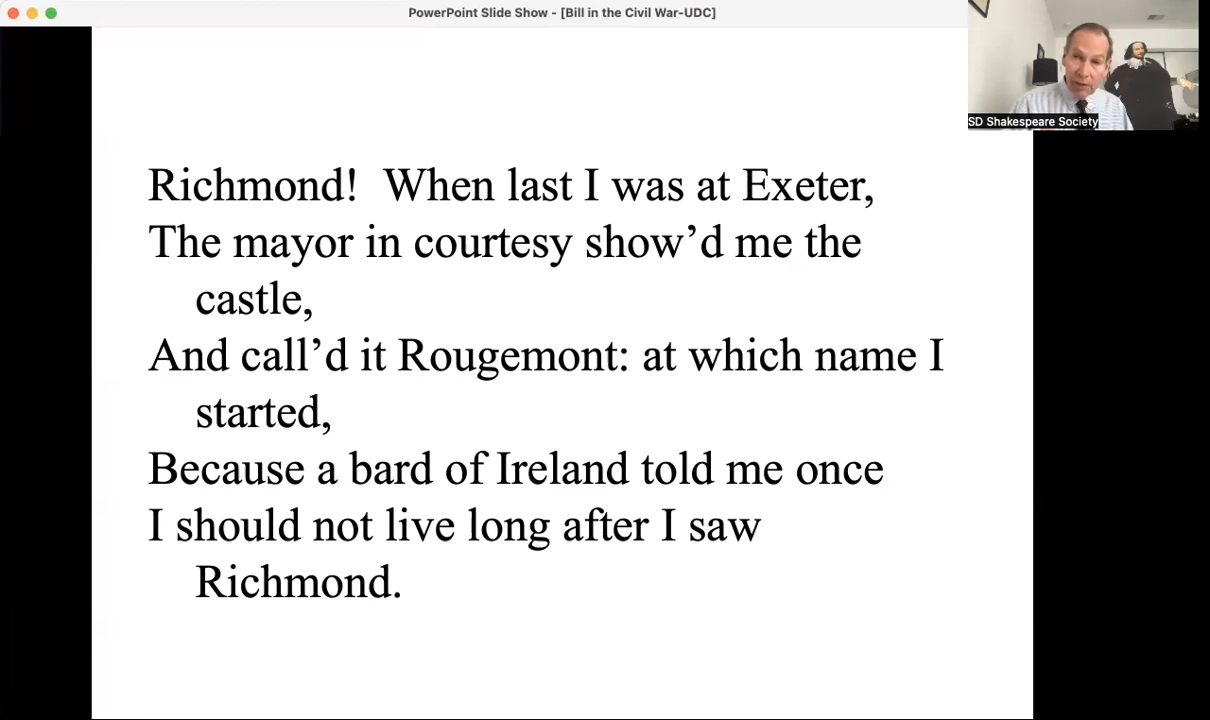 PowerPoint Slide Show - [Bill in the Civil War-UDC]
SD Shakespeare Society
Richmond!  When last I was at Exeter,
The mayor in courtesy show’d me the
castle,
And call’d it Rougemont: at which name I
started,
Because a bard of Ireland told me once
I should not live long after I saw
Richmond.